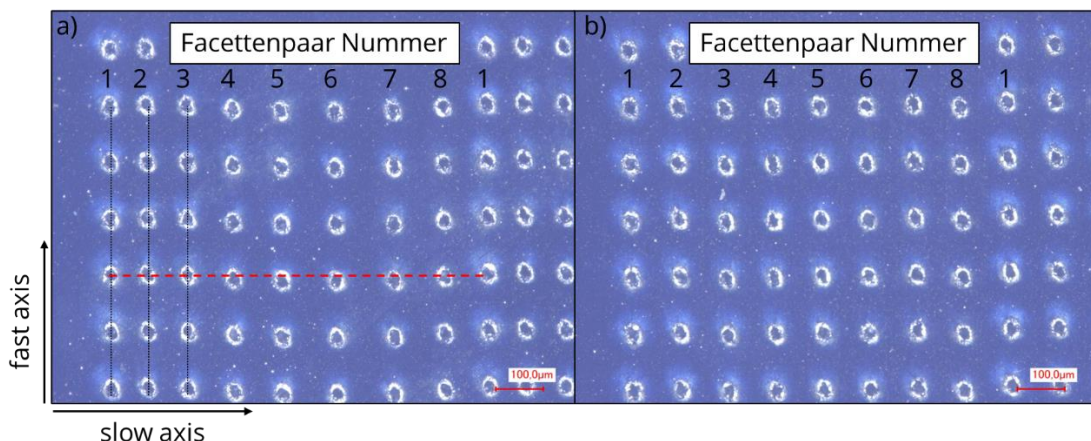 a)
Facettenpaar Nummer
1 2 3 4 5 6 7 8 1
100,0µm
b)
Facettenpaar Nummer
1 2 3 4 5 6 7 8 1
100,0µm
fast axis
slow axis